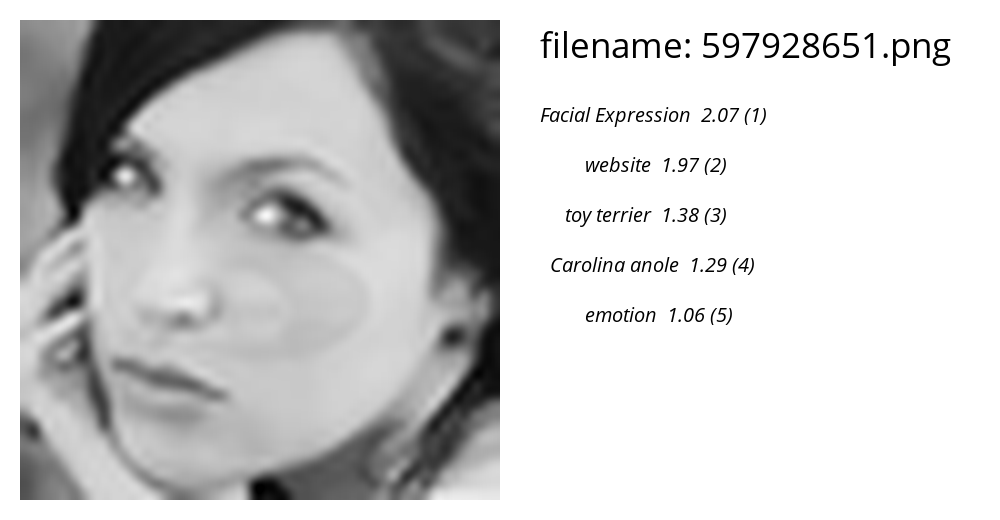 filename: 597928651.png
Facial Expression 2.07 (1)
website 1.97 (2)
toy terrier 1.38 (3)
Carolina anole 1.29 (4)
emotion 1.06 (5)